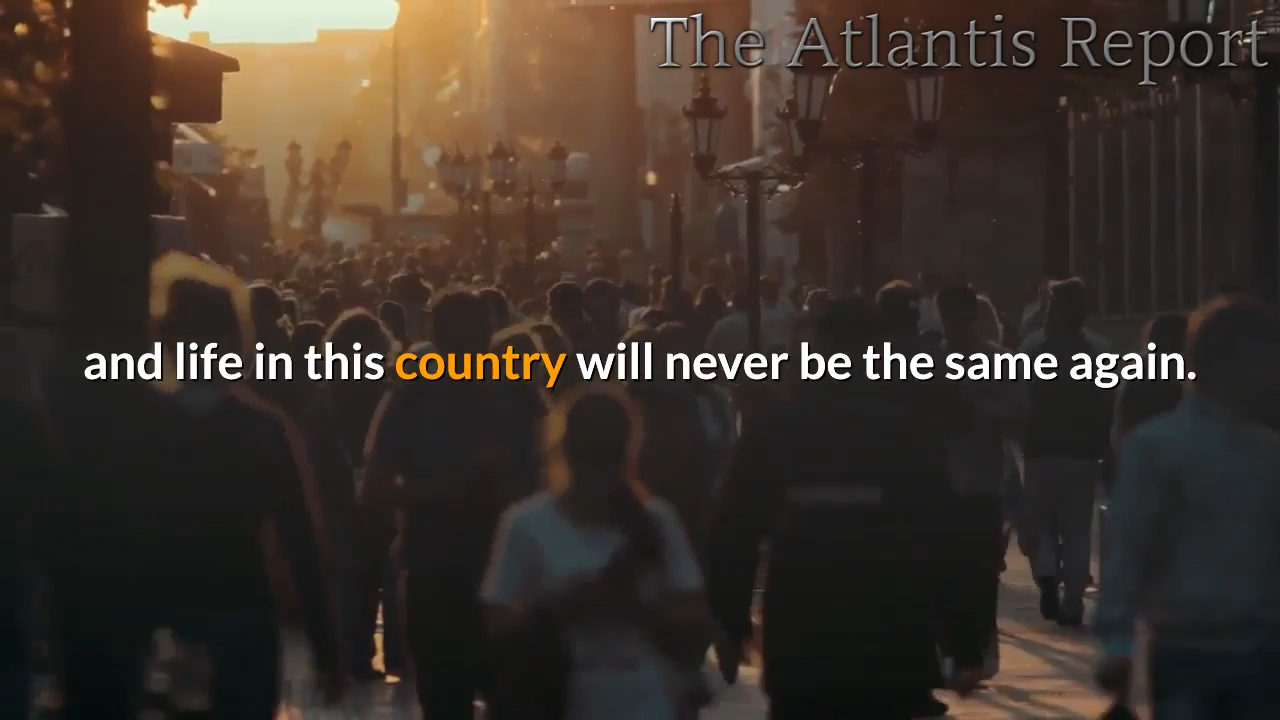 The Atlantis Report
and life in this country will never be the same again.